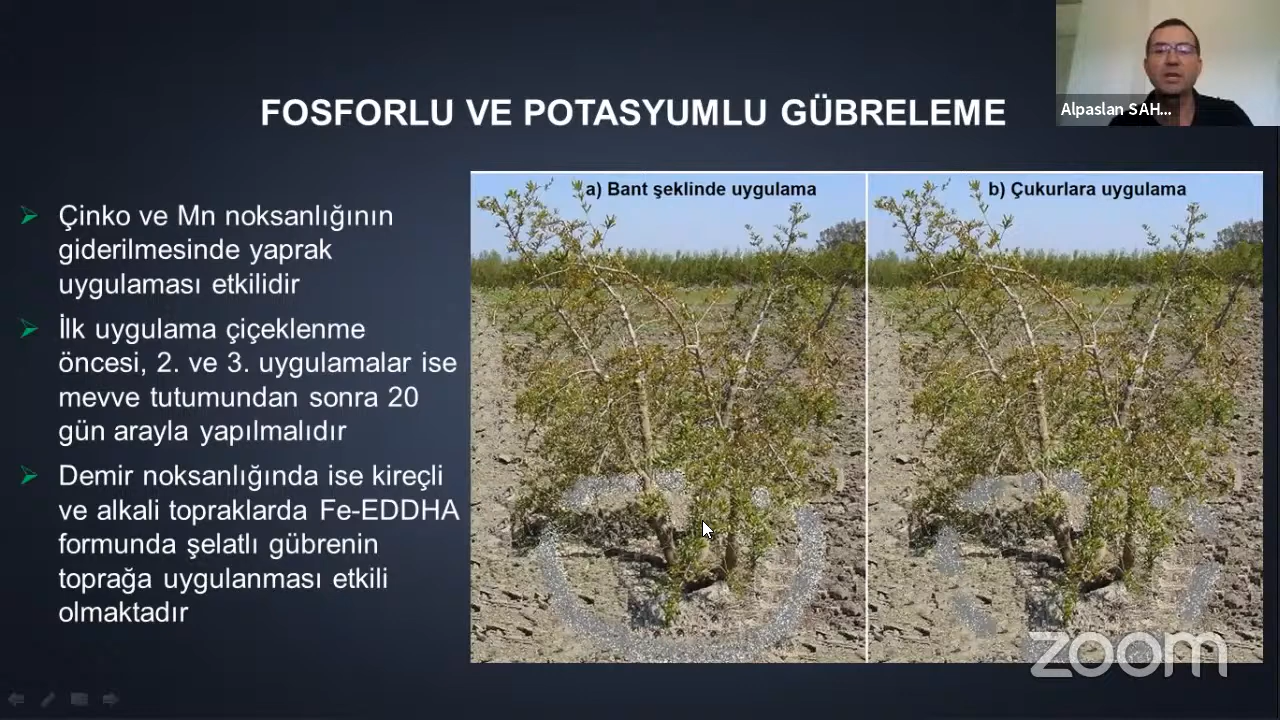 Alpaslan SAH...
FOSFORLU VE POTASYUMLU GÜBRELEME
Çinko ve Mn noksanlığının
giderilmesinde yaprak
uygulaması etkilidir
İlk uygulama çiçeklenme
öncesi, 2. ve 3. uygulamalar ise
mevve tutumundan sonra 20
gün arayla yapılmalıdır
Demir noksanlığında ise kireçli
ve alkali topraklarda Fe-EDDHA
formunda şelatlı gübrenin
toprağa uygulanması etkili
olmaktadır
a) Bant şeklinde uygulama
b) Çukurlara uygulama
zoom